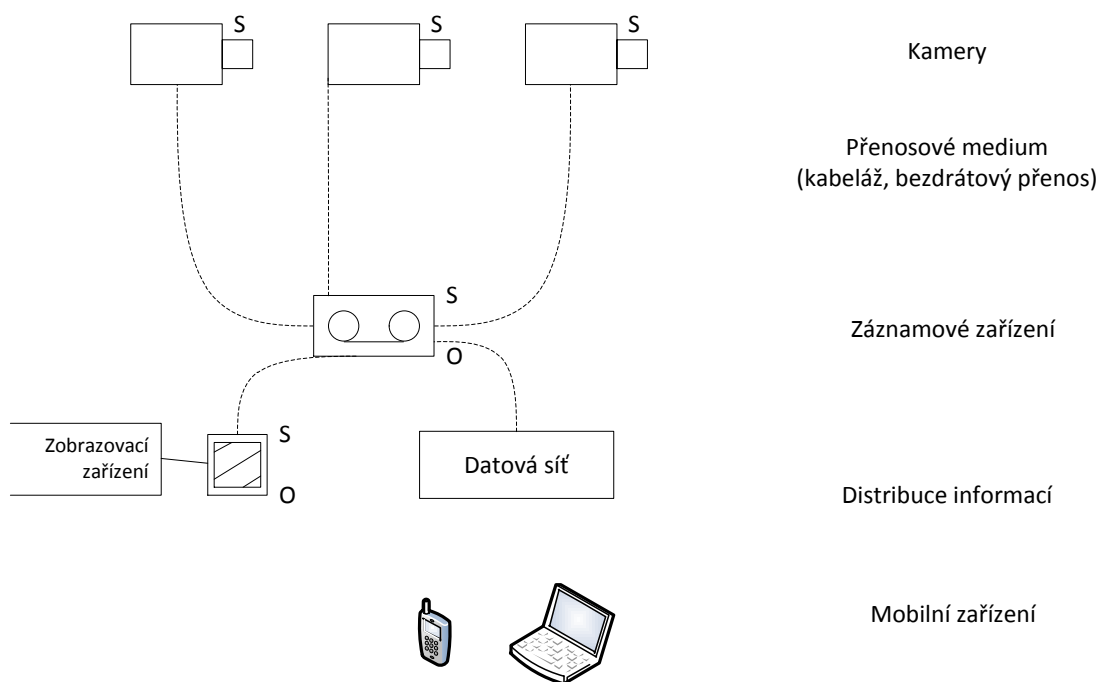 S
S
S
Kamery
Přenosové medium
(kabeláž, bezdrátový přenos)
S
Záznamové zařízení
O
Zobrazovací
zařízení
S
O
Datová síť
Distribuce informací
Mobilní zařízení